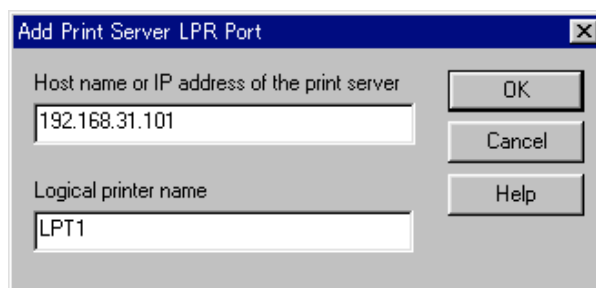 Add Print Server LPR Port
Host name or IP address of the print server
192.168.31.101
Logical printer name
LPT1
OK
Cancel
Help